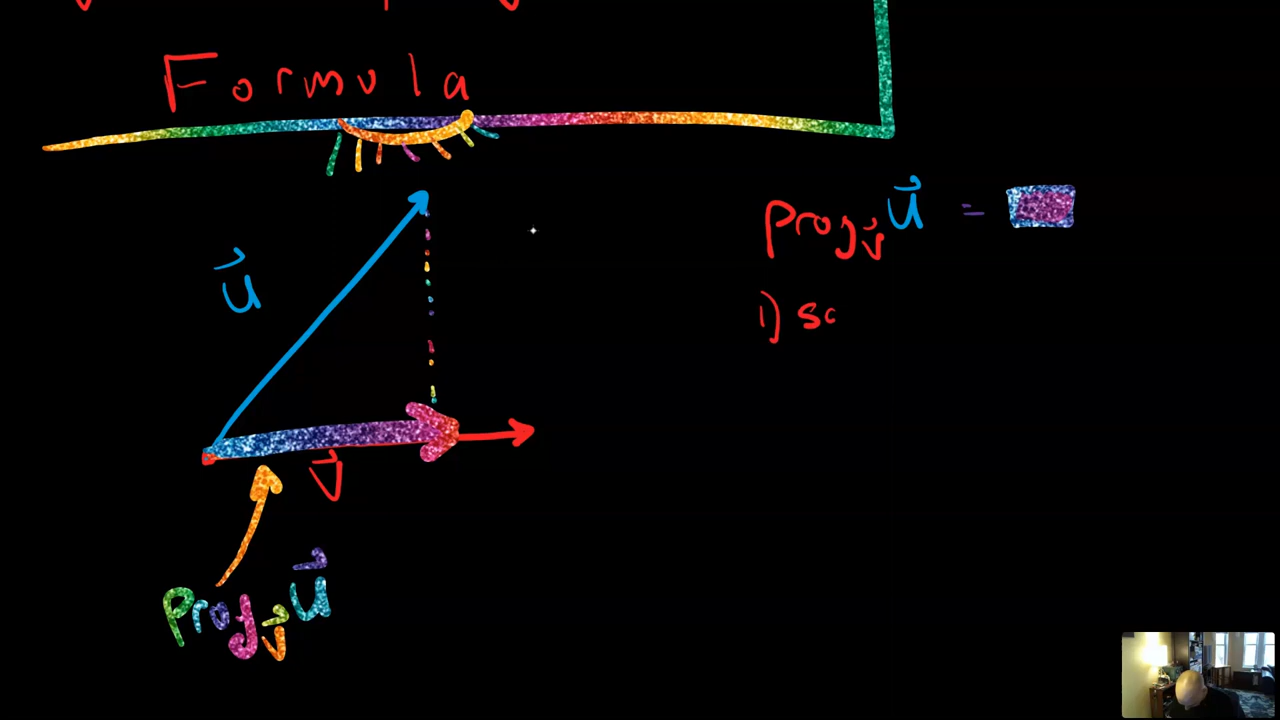 Formula
u⃗
v⃗
Proj_v⃗ u⃗
proj_v⃗ u⃗ =
1) sc